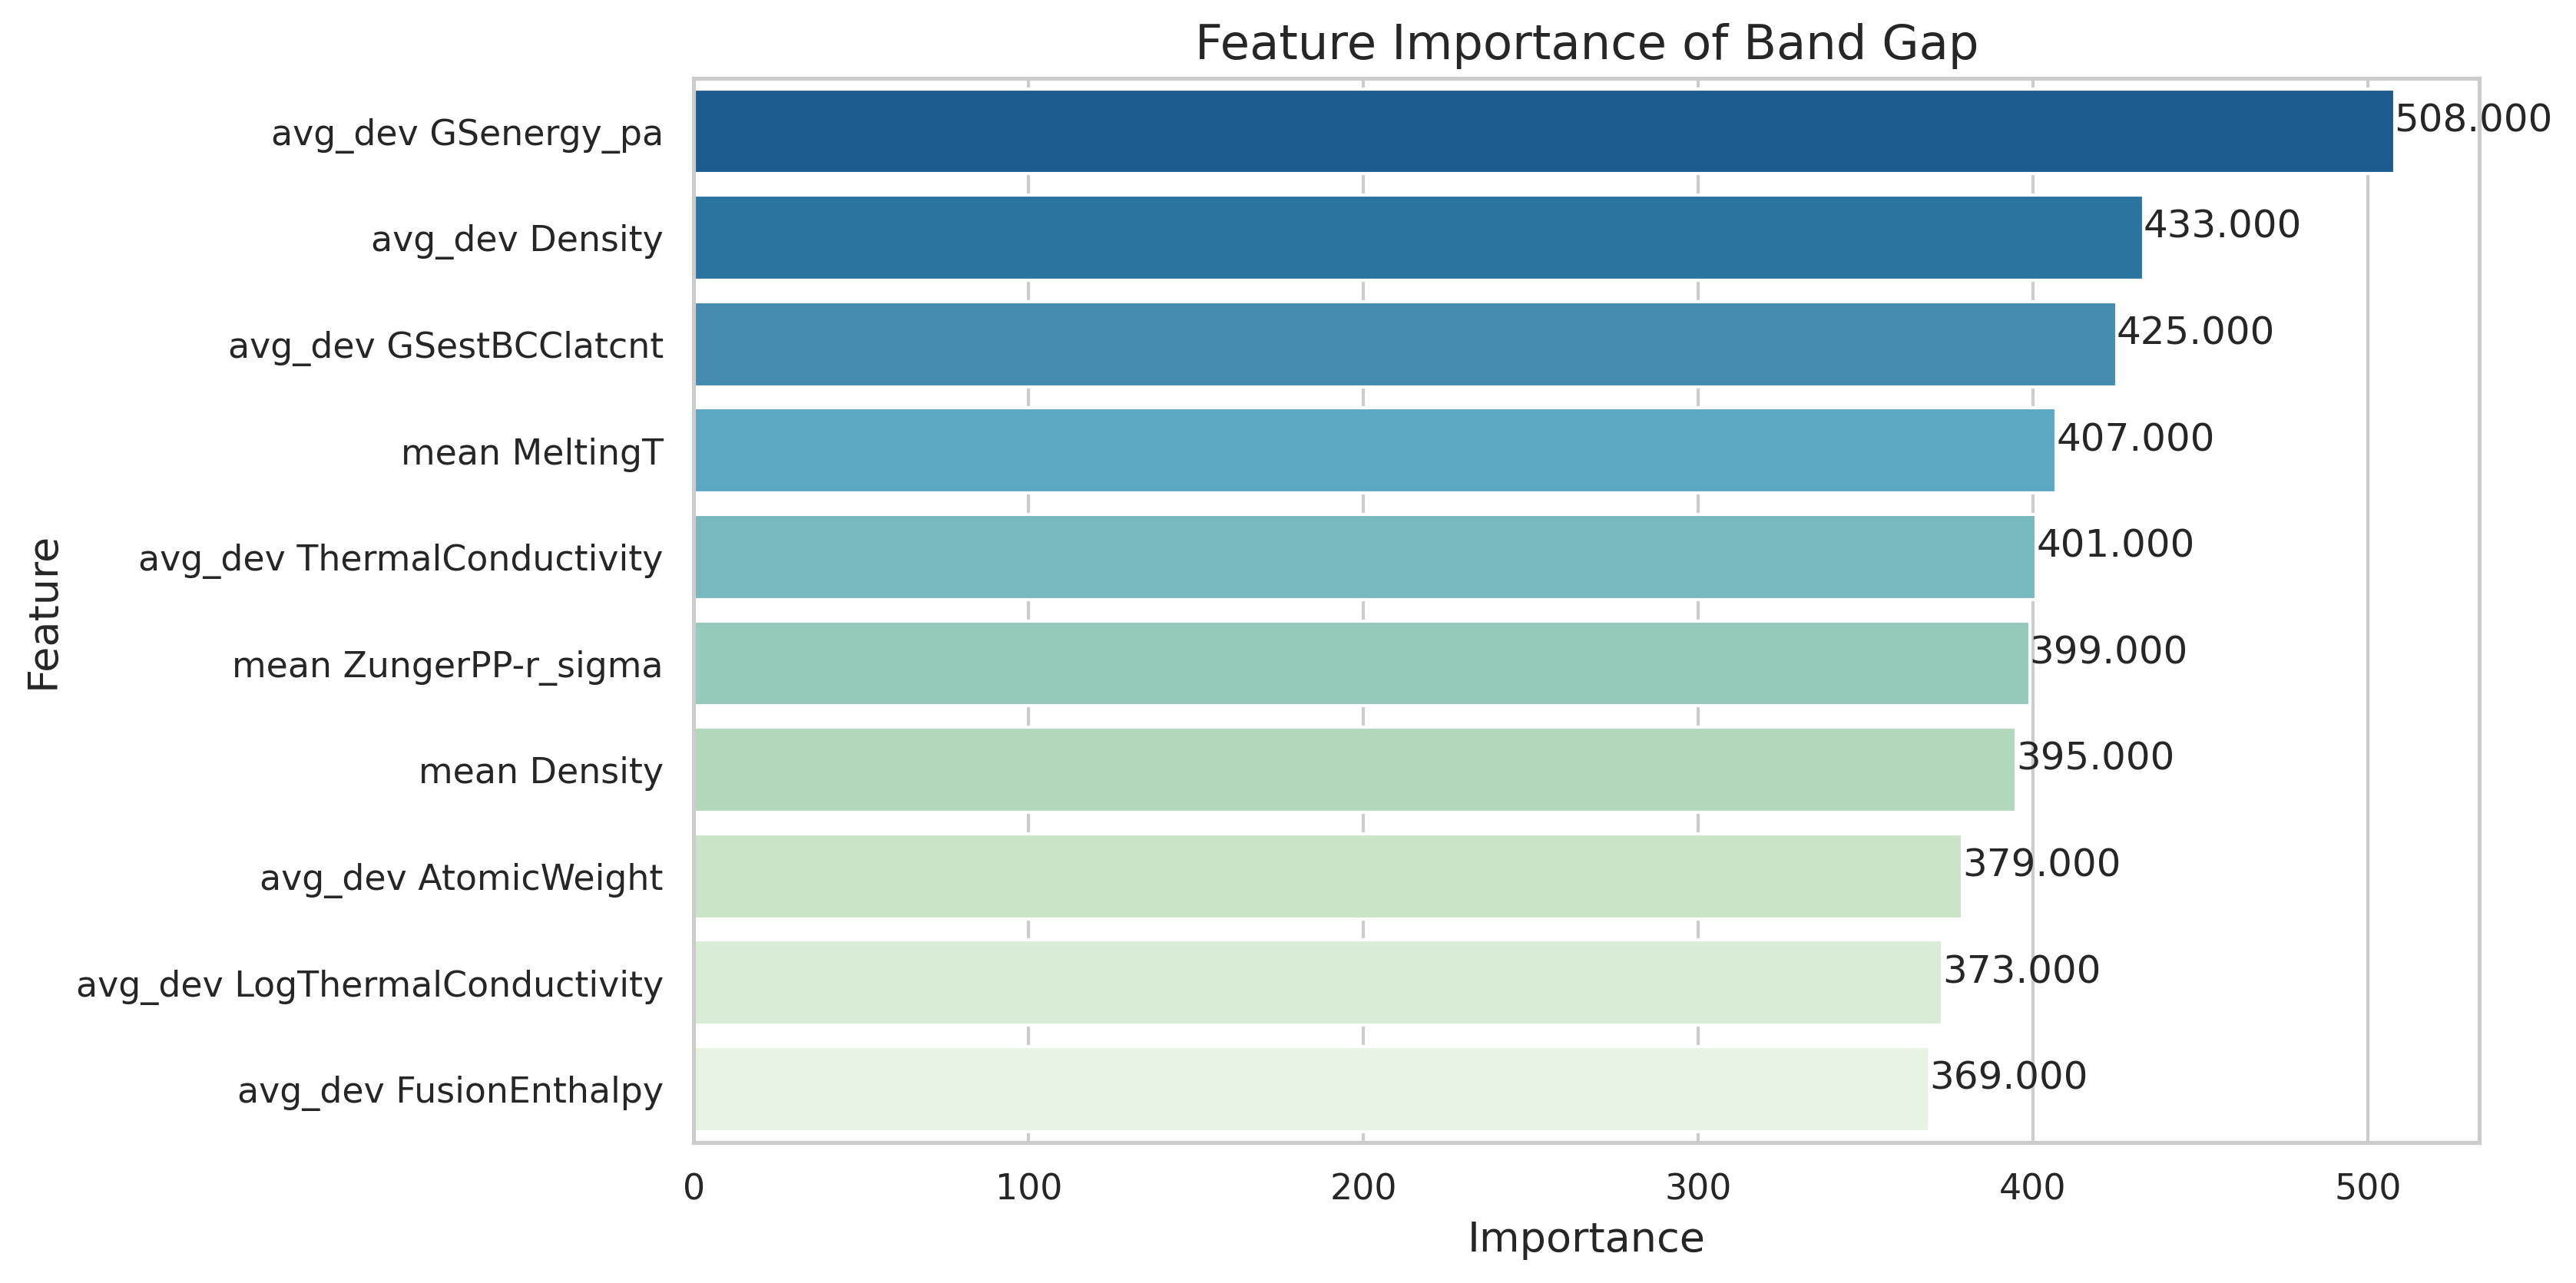 Feature Importance of Band Gap
Feature
avg_dev GSenergy_pa 508.000
avg_dev Density 433.000
avg_dev GSestBCClatcnt 425.000
mean MeltingT 407.000
avg_dev ThermalConductivity 401.000
mean ZungerPP-r_sigma 399.000
mean Density 395.000
avg_dev AtomicWeight 379.000
avg_dev LogThermalConductivity 373.000
avg_dev FusionEnthalpy 369.000
0 100 200 300 400 500
Importance